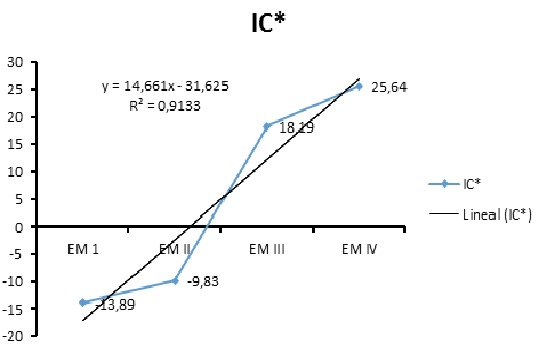 IC*
30
25
20
15
10
5
0
-5
-10
-15
-20
y = 14,661x - 31,625
R² = 0,9133
25,64
18,19
-9,83
-13,89
EM 1
EM II
EM III
EM IV
IC*
Lineal (IC*)